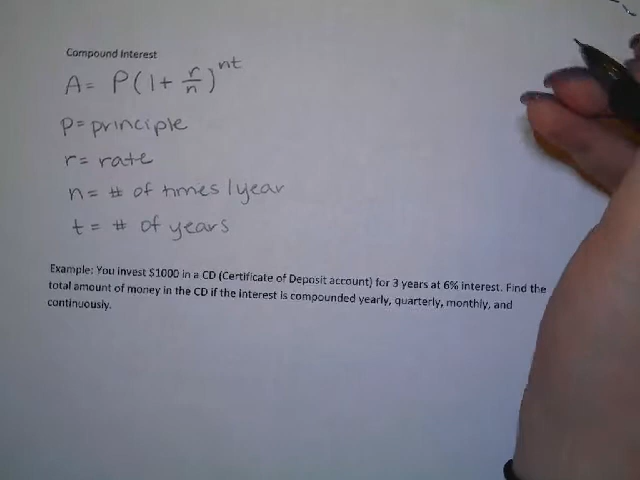 Compound Interest
A = P(1 + r/n)^nt
P = principle
r = rate
n = # of times / year
t = # of years
Example: You invest $1000 in a CD (Certificate of Deposit account) for 3 years at 6% interest. Find the
total amount of money in the CD if the interest is compounded yearly, quarterly, monthly, and
continuously.